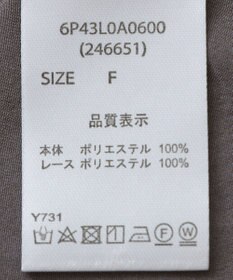 6P43L0A0600
(246651)
SIZE F
品質表示
本体 ポリエステル 100%
レース ポリエステル 100%
Y731
F W